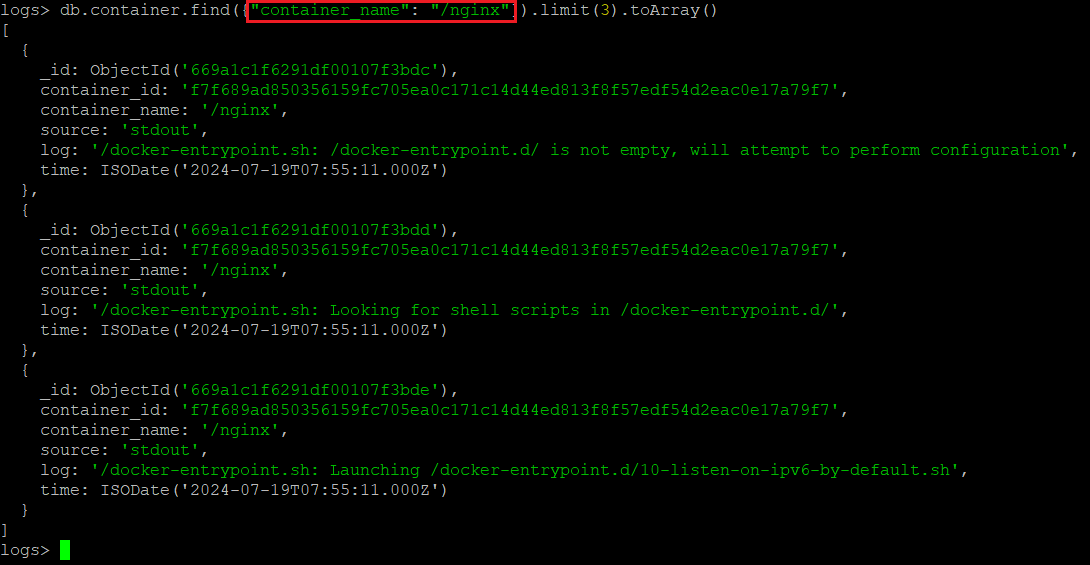 logs> db.container.find({"container_name": "/nginx"}).limit(3).toArray()
[
  {
    _id: ObjectId('669a1c1f6291df00107f3bdc'),
    container_id: 'f7f689ad850356159fc705ea0c171c14d44ed813f8f57edf54d2eac0e17a79f7',
    container_name: '/nginx',
    source: 'stdout',
    log: '/docker-entrypoint.sh: /docker-entrypoint.d/ is not empty, will attempt to perform configuration',
    time: ISODate('2024-07-19T07:55:11.000Z')
  },
  {
    _id: ObjectId('669a1c1f6291df00107f3bdd'),
    container_id: 'f7f689ad850356159fc705ea0c171c14d44ed813f8f57edf54d2eac0e17a79f7',
    container_name: '/nginx',
    source: 'stdout',
    log: '/docker-entrypoint.sh: Looking for shell scripts in /docker-entrypoint.d/',
    time: ISODate('2024-07-19T07:55:11.000Z')
  },
  {
    _id: ObjectId('669a1c1f6291df00107f3bde'),
    container_id: 'f7f689ad850356159fc705ea0c171c14d44ed813f8f57edf54d2eac0e17a79f7',
    container_name: '/nginx',
    source: 'stdout',
    log: '/docker-entrypoint.sh: Launching /docker-entrypoint.d/10-listen-on-ipv6-by-default.sh',
    time: ISODate('2024-07-19T07:55:11.000Z')
  }
]
logs>